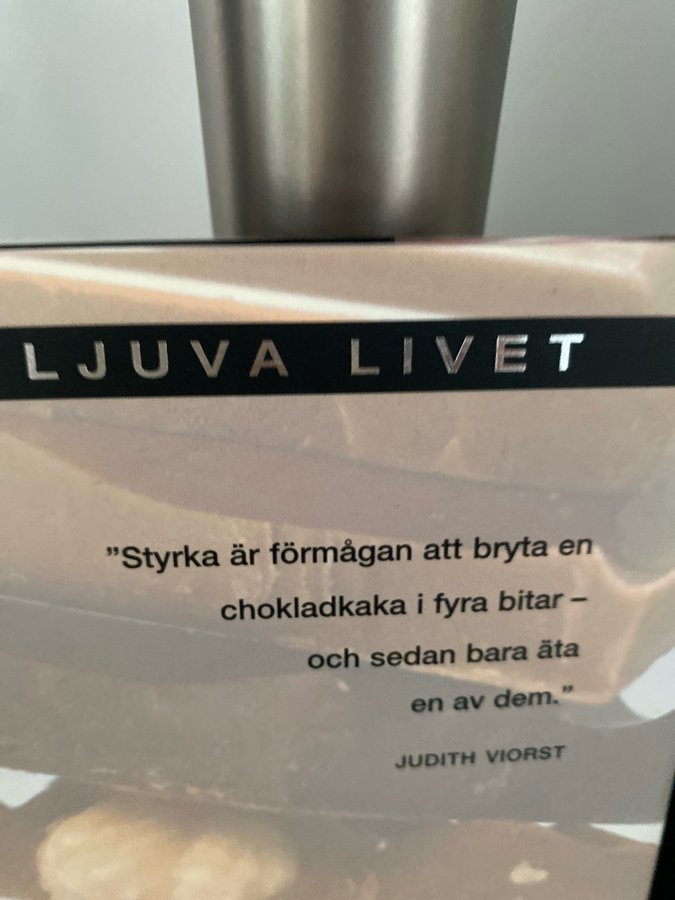 LJUVA LIVET
”Styrka är förmågan att bryta en
chokladkaka i fyra bitar –
och sedan bara äta
en av dem.”
JUDITH VIORST